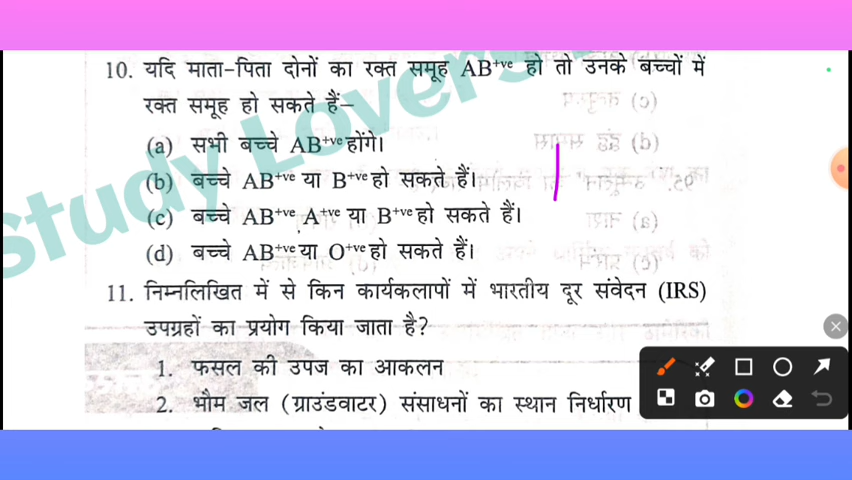 10. यदि माता-पिता दोनों का रक्त समूह AB+ve हो तो उनके बच्चों में
रक्त समूह हो सकते हैं–
(a) सभी बच्चे AB+ve होंगे।
(b) बच्चे AB+ve या B+ve हो सकते हैं।
(c) बच्चे AB+ve A+ve या B+ve हो सकते हैं।
(d) बच्चे AB+ve या O+ve हो सकते हैं।
11. निम्नलिखित में से किन कार्यकलापों में भारतीय दूर संवेदन (IRS)
उपग्रहों का प्रयोग किया जाता है?
1. फसल की उपज का आकलन
2. भौम जल (ग्राउंडवाटर) संसाधनों का स्थान निर्धारण
Study Lovers